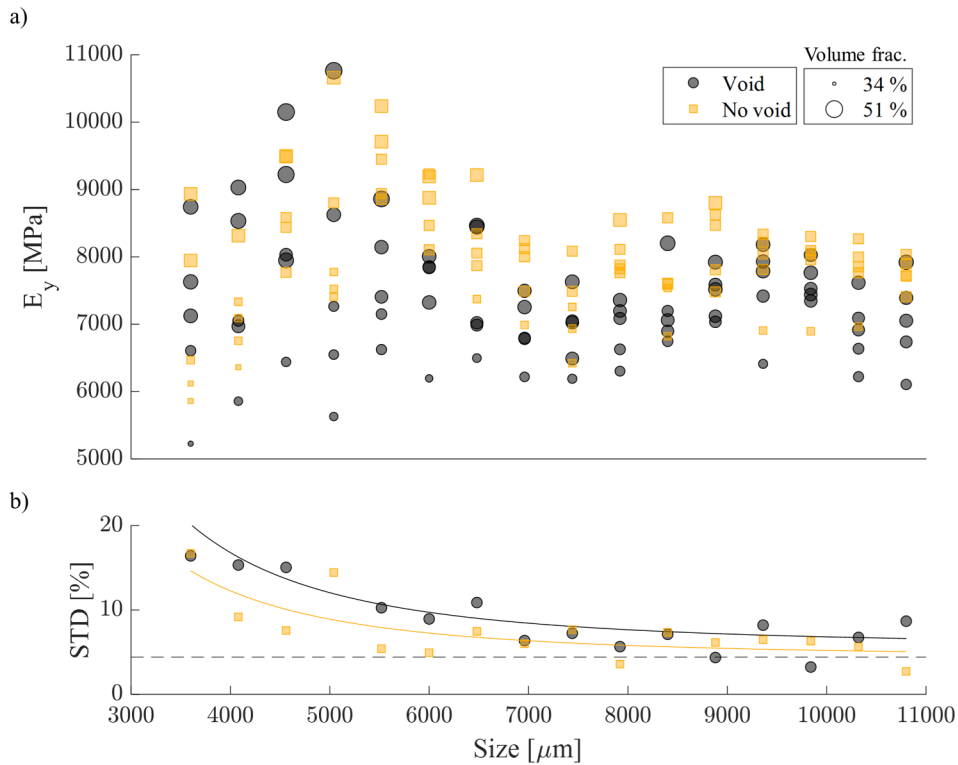 a)
11000
10000
9000
8000
7000
6000
5000
E_y [MPa]
Volume frac.
Void
No void
34 %
51 %
b)
20
10
0
STD [%]
3000 4000 5000 6000 7000 8000 9000 10000 11000
Size [μm]